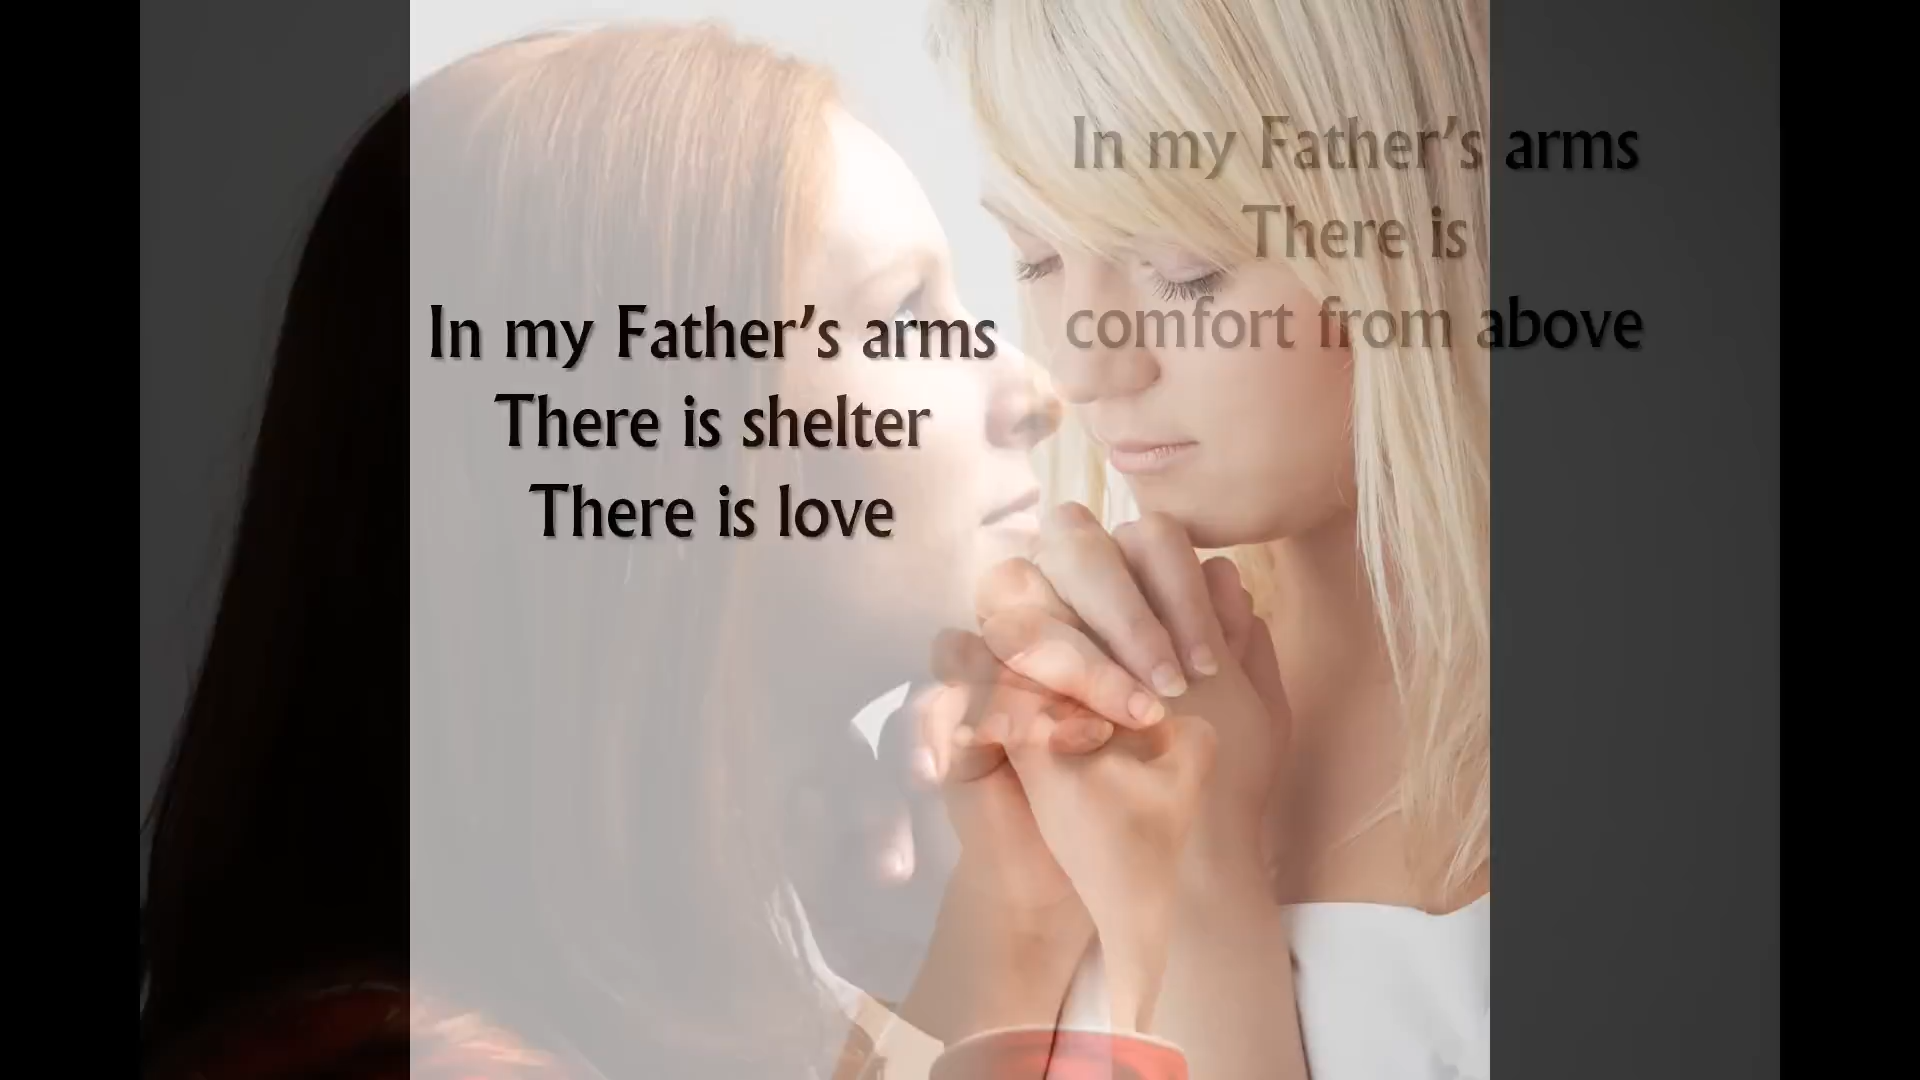 In my Father's arms
There is shelter
There is love
In my Father's arms
There is
comfort from above